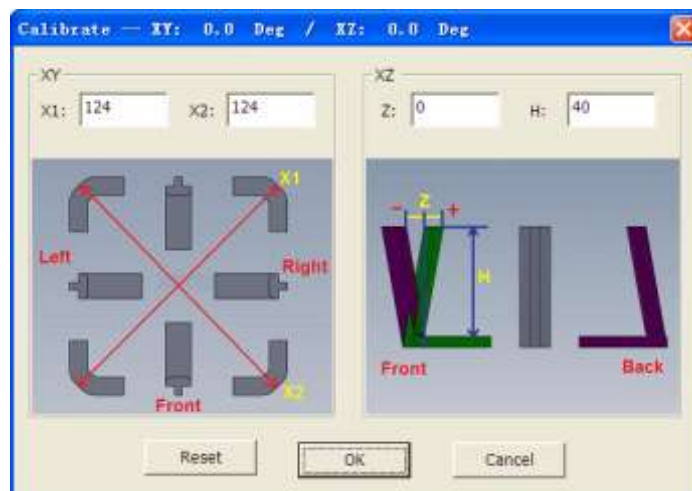 Calibrate — XY: 0.0 Deg / XZ: 0.0 Deg
XY
X1: 124 X2: 124
X1
Left
Right
X2
Front
XZ
Z: 0 H: 40
- Z +
H
Front
Back
Reset
OK
Cancel